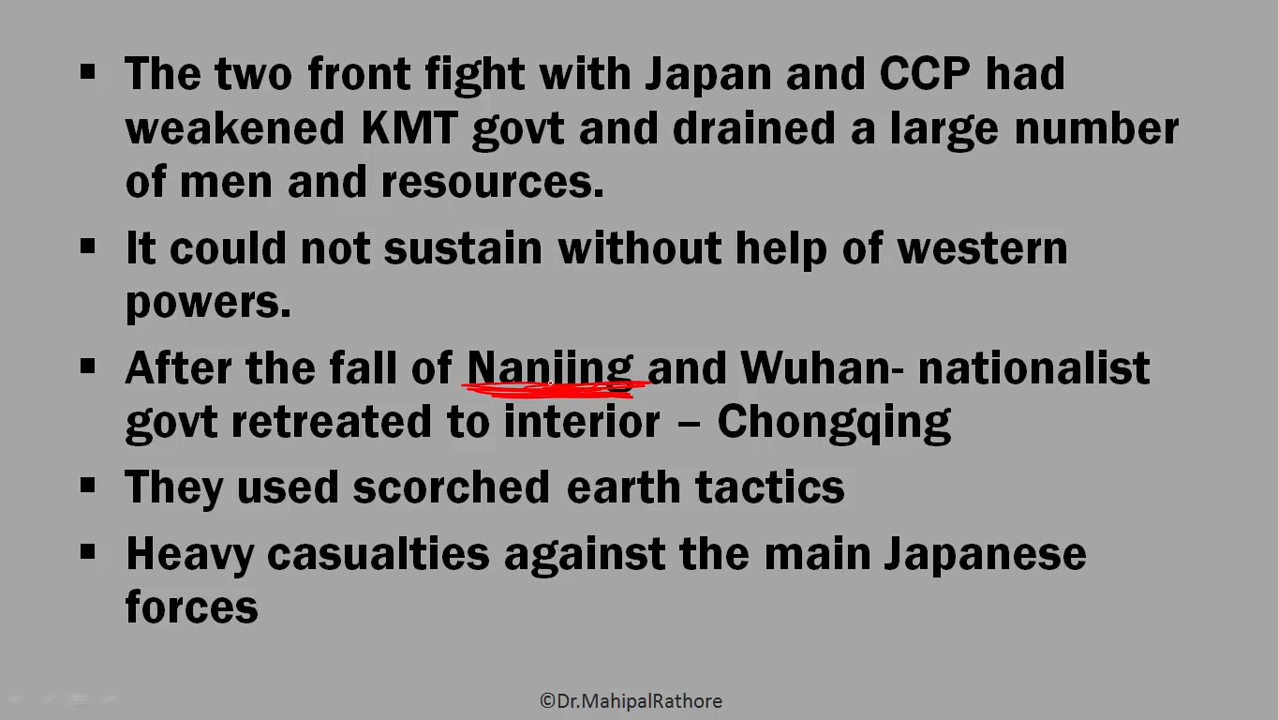 ▪ The two front fight with Japan and CCP had
weakened KMT govt and drained a large number
of men and resources.
▪ It could not sustain without help of western
powers.
▪ After the fall of Nanjing and Wuhan- nationalist
govt retreated to interior – Chongqing
▪ They used scorched earth tactics
▪ Heavy casualties against the main Japanese
forces
©Dr.MahipalRathore